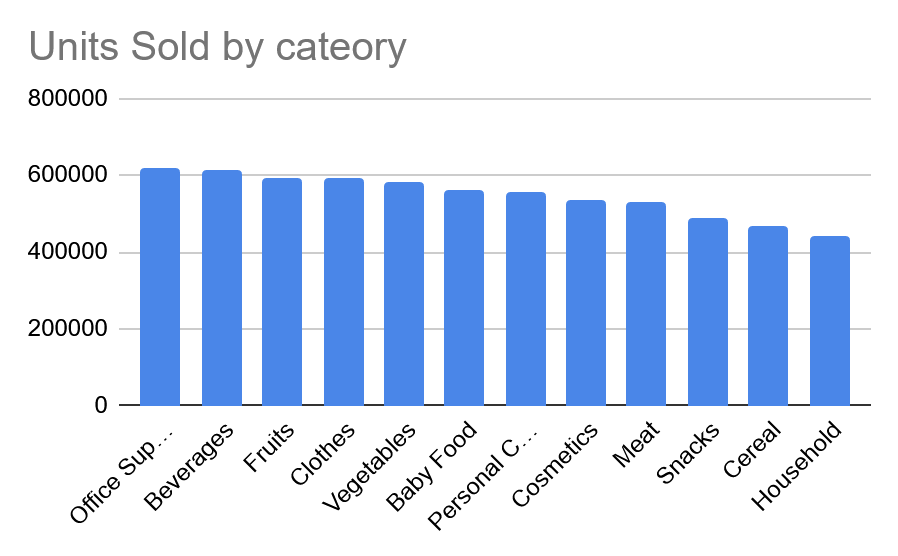 Units Sold by cateory
800000
600000
400000
200000
0
Office Sup…
Beverages
Fruits
Clothes
Vegetables
Baby Food
Personal C…
Cosmetics
Meat
Snacks
Cereal
Household